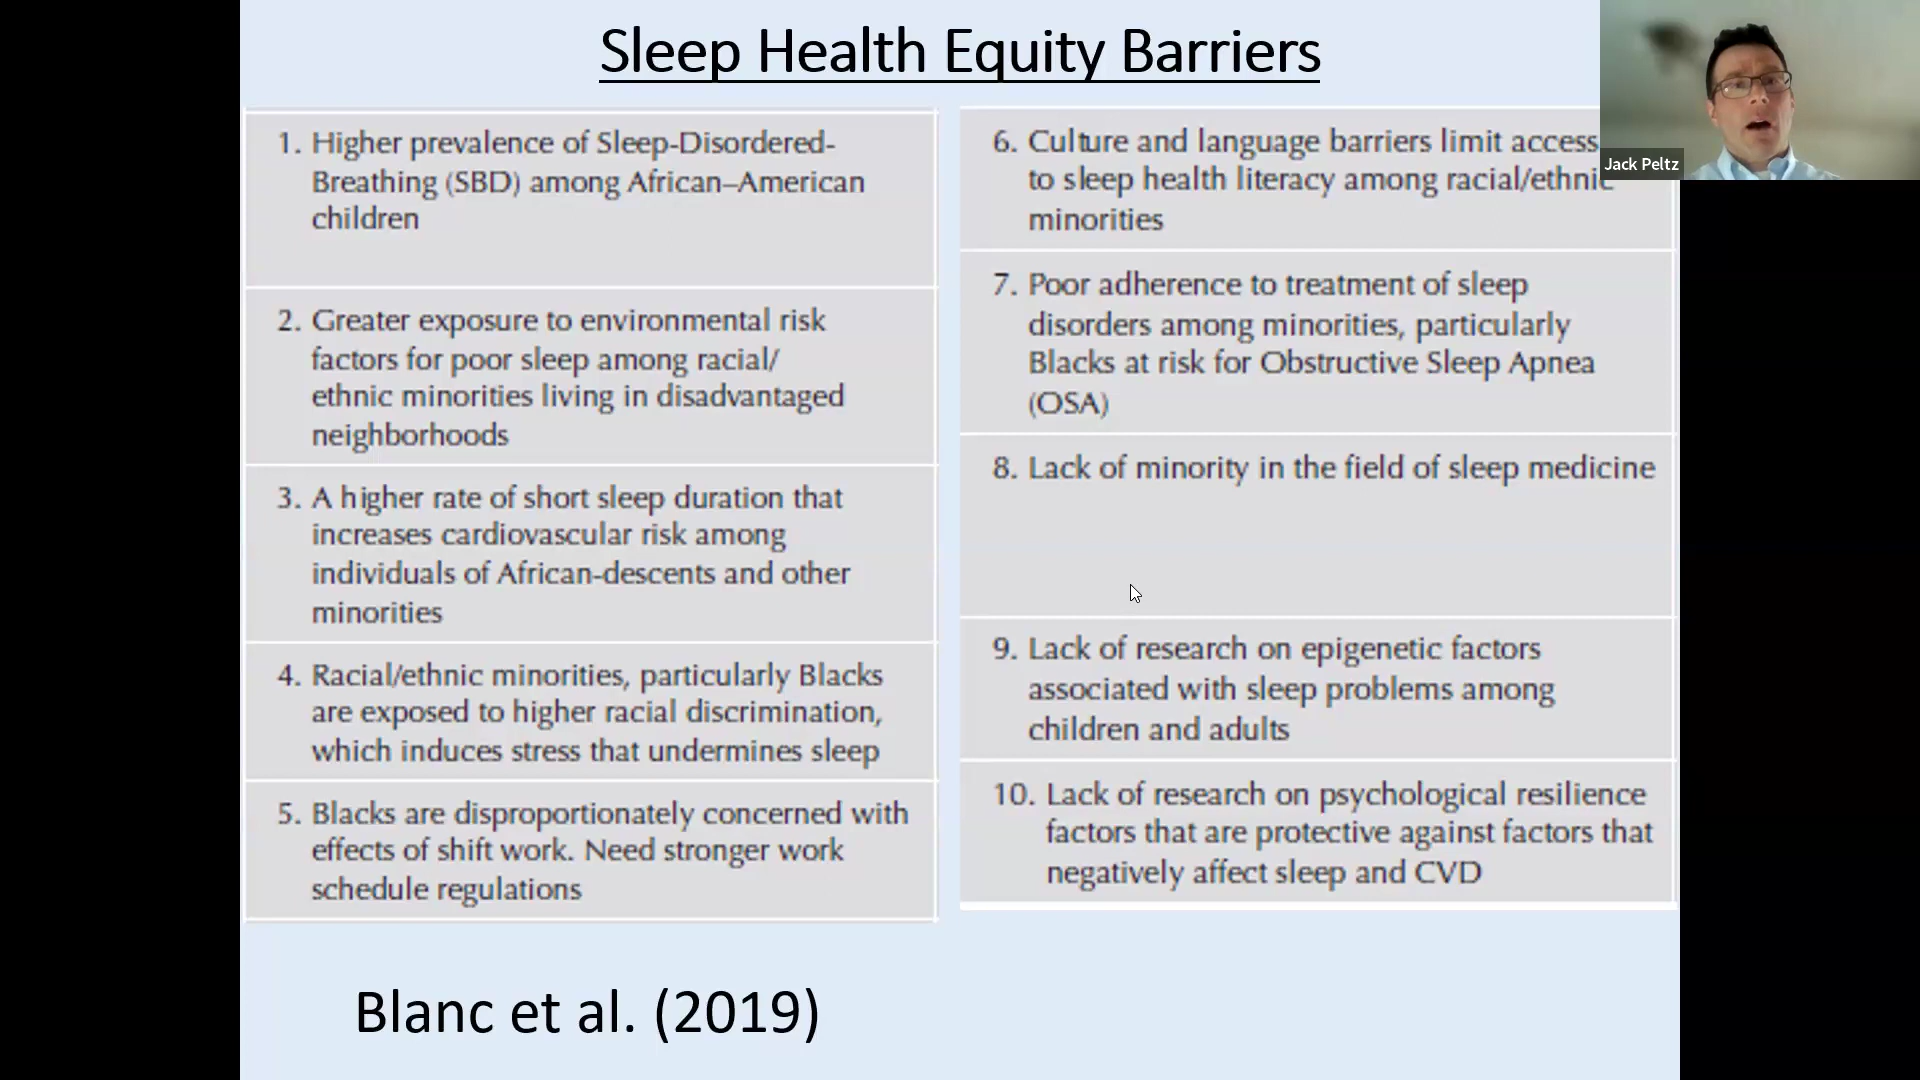 Sleep Health Equity Barriers
1. Higher prevalence of Sleep-Disordered-
Breathing (SBD) among African–American
children
2. Greater exposure to environmental risk
factors for poor sleep among racial/
ethnic minorities living in disadvantaged
neighborhoods
3. A higher rate of short sleep duration that
increases cardiovascular risk among
individuals of African-descents and other
minorities
4. Racial/ethnic minorities, particularly Blacks
are exposed to higher racial discrimination,
which induces stress that undermines sleep
5. Blacks are disproportionately concerned with
effects of shift work. Need stronger work
schedule regulations
6. Culture and language barriers limit access
to sleep health literacy among racial/ethnic
minorities
7. Poor adherence to treatment of sleep
disorders among minorities, particularly
Blacks at risk for Obstructive Sleep Apnea
(OSA)
8. Lack of minority in the field of sleep medicine
9. Lack of research on epigenetic factors
associated with sleep problems among
children and adults
10. Lack of research on psychological resilience
factors that are protective against factors that
negatively affect sleep and CVD
Blanc et al. (2019)
Jack Peltz